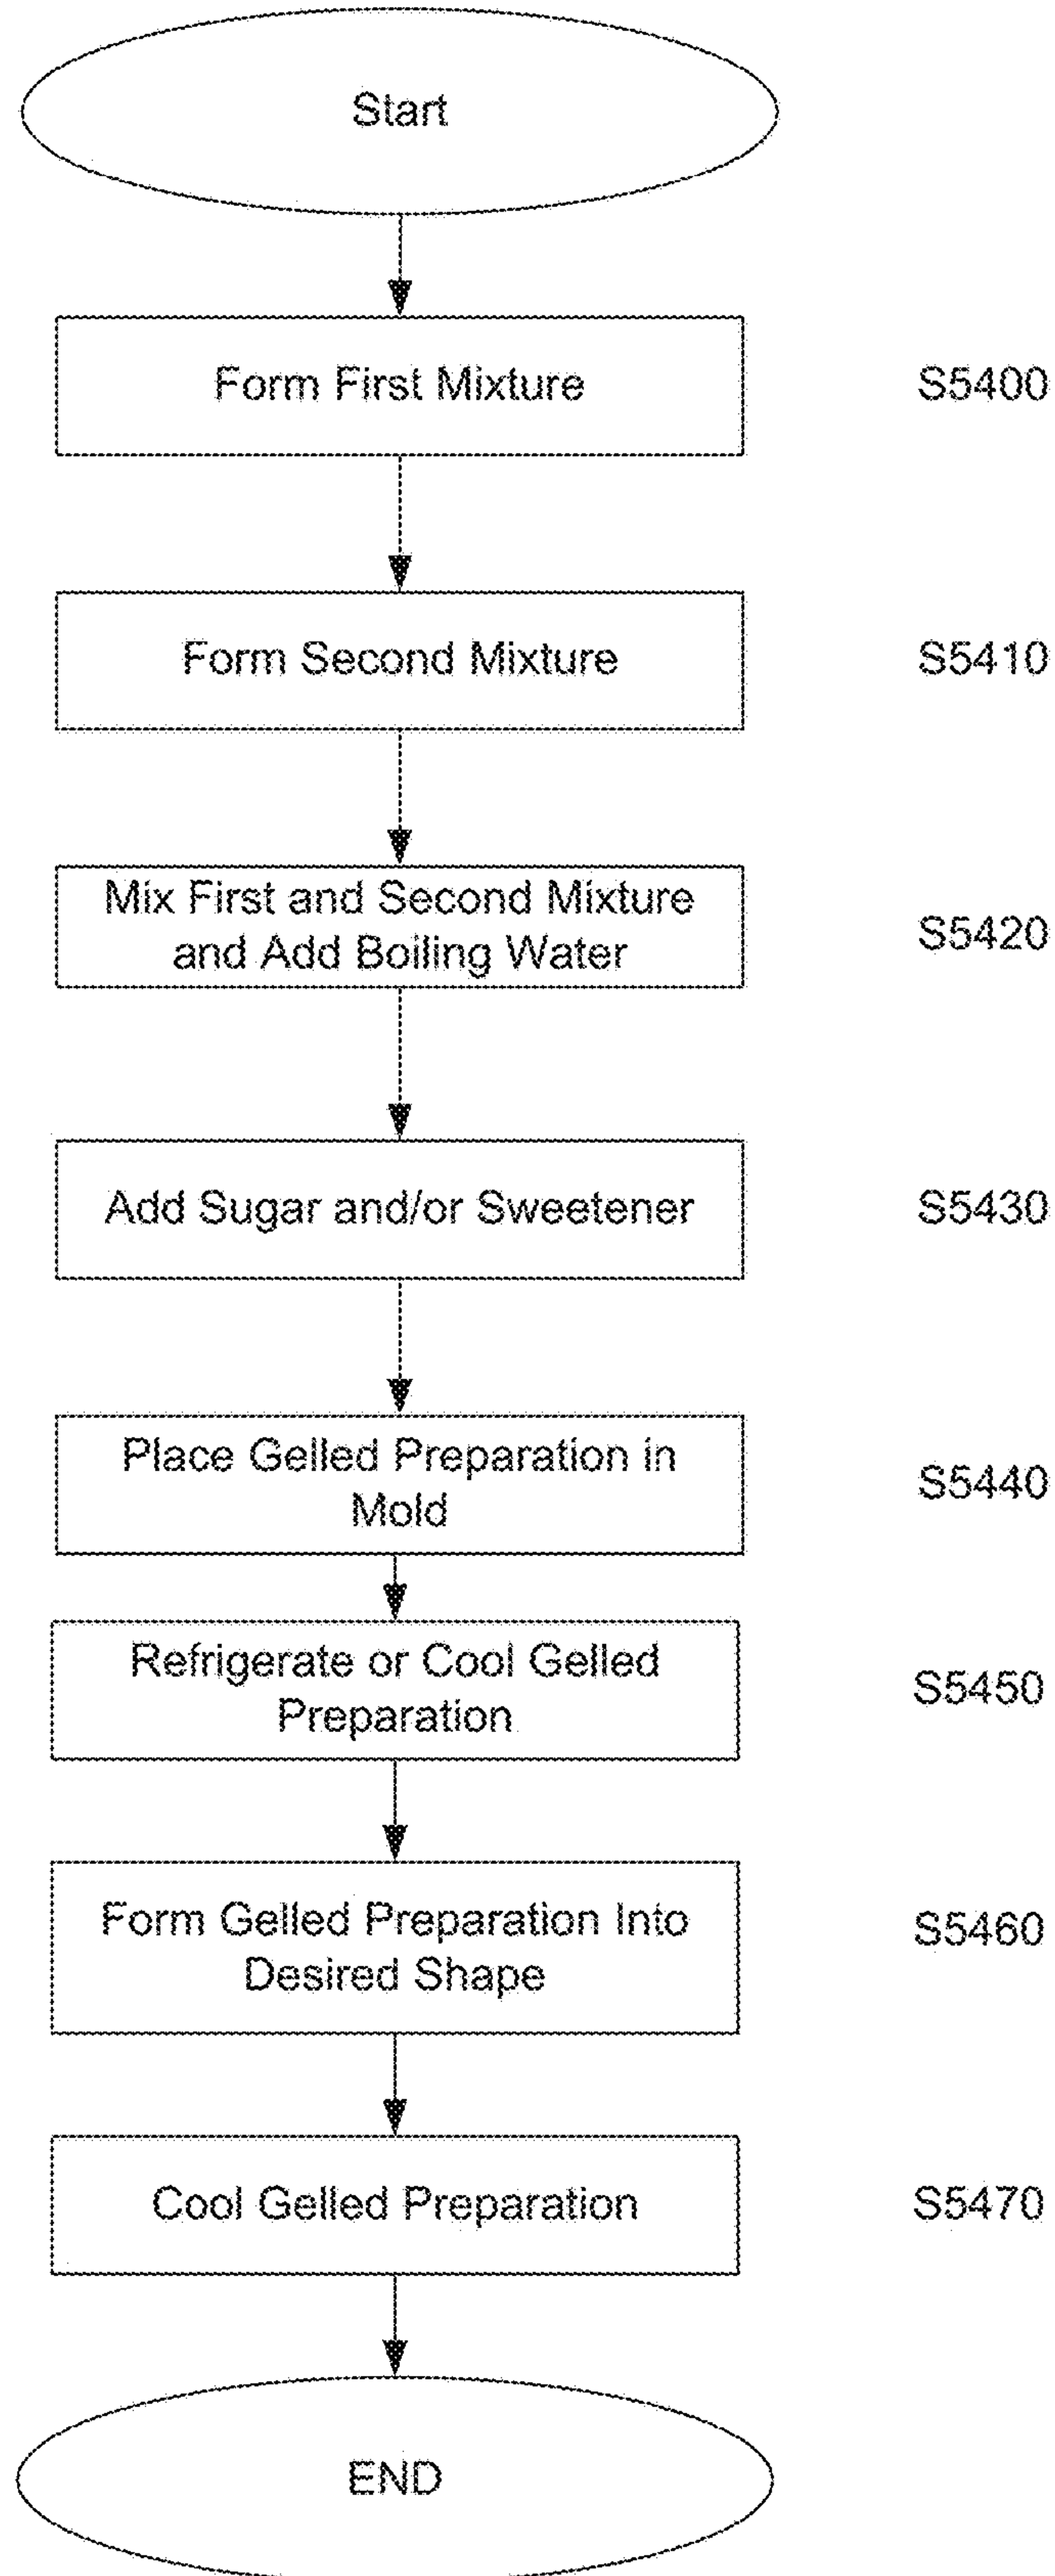 Start
Form First Mixture
S5400
Form Second Mixture
S5410
Mix First and Second Mixture
and Add Boiling Water
S5420
Add Sugar and/or Sweetener
S5430
Place Gelled Preparation in
Mold
S5440
Refrigerate or Cool Gelled
Preparation
S5450
Form Gelled Preparation Into
Desired Shape
S5460
Cool Gelled Preparation
S5470
END